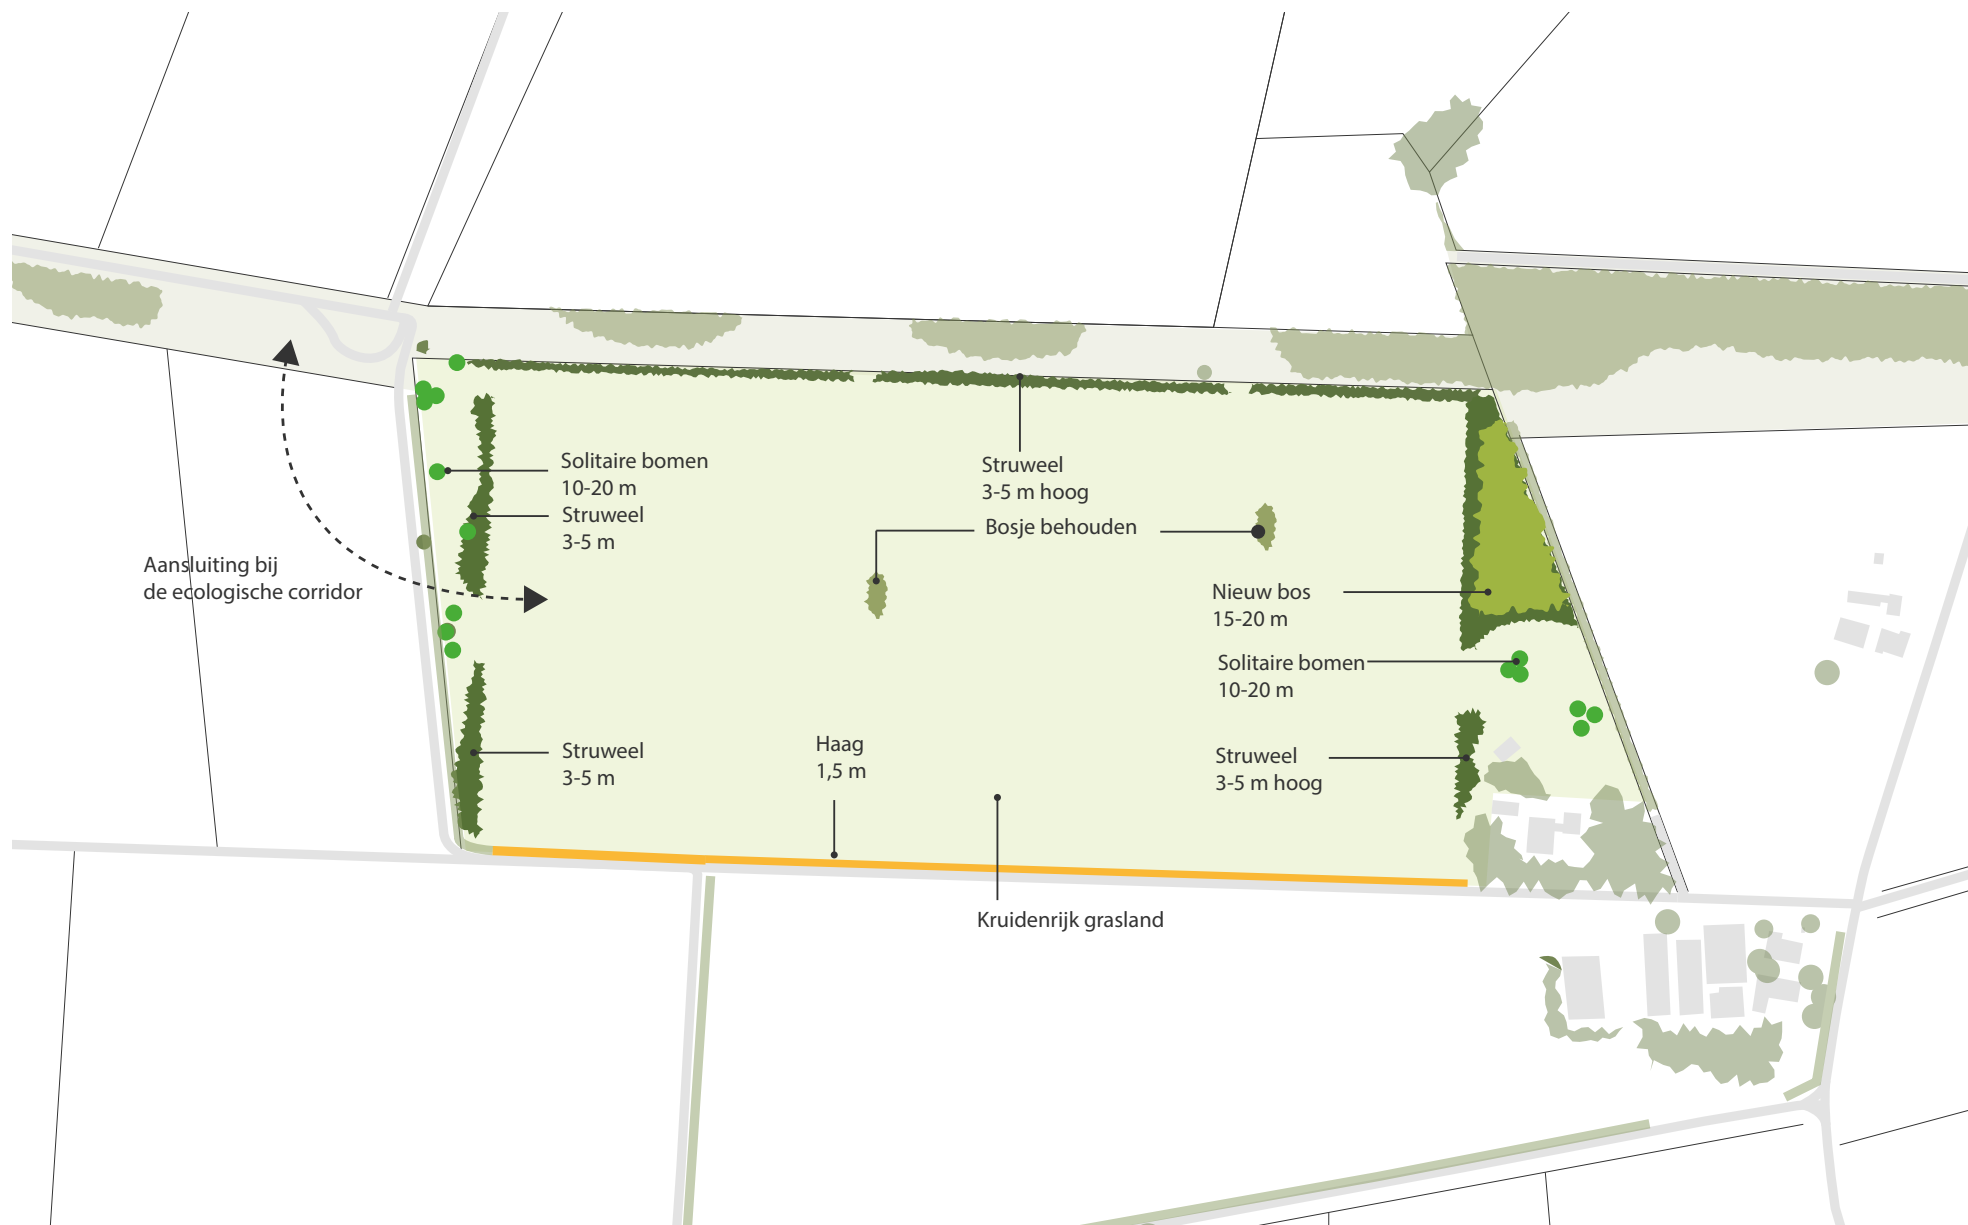 Solitaire bomen
10-20 m
Struweel
3-5 m
Struweel
3-5 m hoog
Bosje behouden
Aansluiting bij
de ecologische corridor
Nieuw bos
15-20 m
Solitaire bomen
10-20 m
Struweel
3-5 m
Haag
1,5 m
Struweel
3-5 m hoog
Kruidenrijk grasland